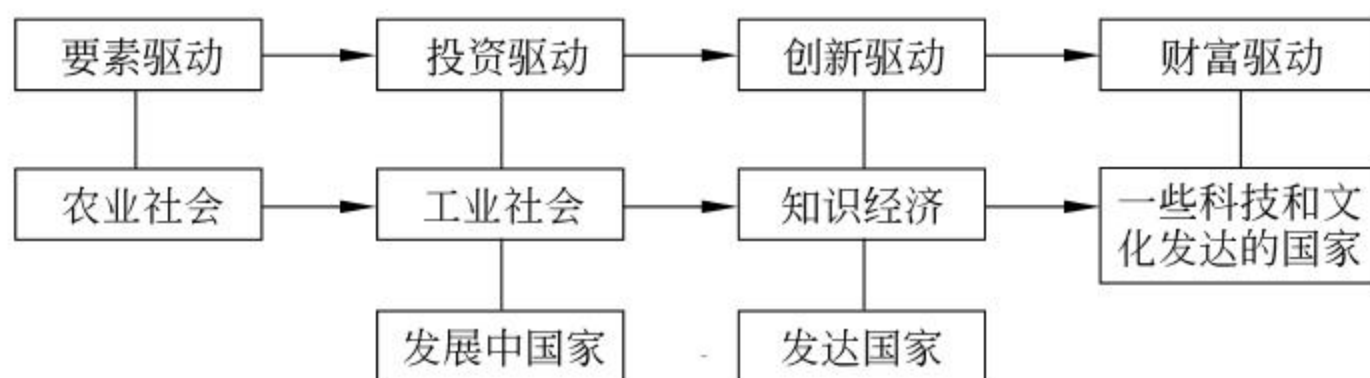 要素驱动
投资驱动
创新驱动
财富驱动
农业社会
工业社会
知识经济
一些科技和文
化发达的国家
发展中国家
发达国家